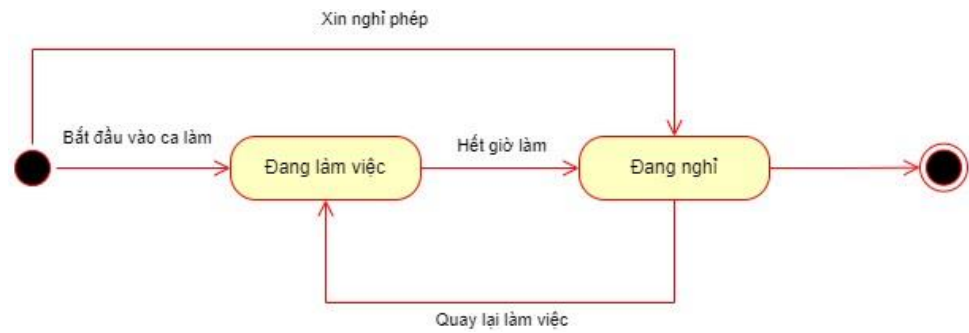 Xin nghỉ phép
Bắt đầu vào ca làm
Hết giờ làm
Đang làm việc
Đang nghỉ
Quay lại làm việc